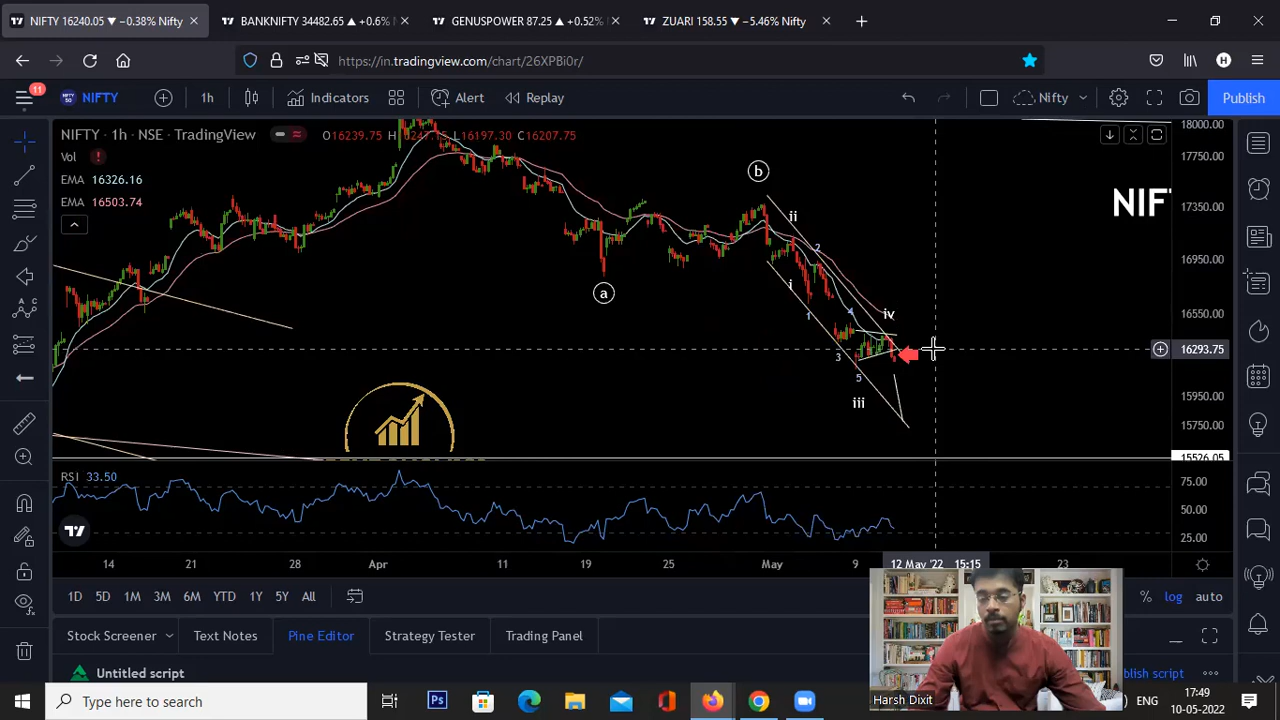 NIFTY 16240.05 ▼ −0.38% Nifty
BANKNIFTY 34482.65 ▲ +0.6%
GENUSPOWER 87.25 ▲ +0.52%
ZUARI 158.55 ▼ −5.46% Nifty
https://in.tradingview.com/chart/26XPBi0r/
H
11
NIFTY
1h
Indicators
Alert
Replay
Nifty
Publish
NIFTY · 1h · NSE · TradingView
O16239.75 L16197.30 C16207.75
Vol
EMA 16326.16
EMA 16503.74
NIF
18000.00
17750.00
17350.00
16950.00
16550.00
16293.75
15950.00
15750.00
15526.05
a
b
i
ii
iii
iv
1
2
3
4
5
RSI 33.50
75.00
50.00
25.00
14
21
28
Apr
11
19
25
May
9
12 May '22 15:15
23
1D 5D 1M 3M 6M YTD 1Y 5Y All
% log auto
Stock Screener
Text Notes
Pine Editor
Strategy Tester
Trading Panel
Untitled script
blish script
Harsh Dixit
Type here to search
Ps
ENG
07:49
10-05-2022